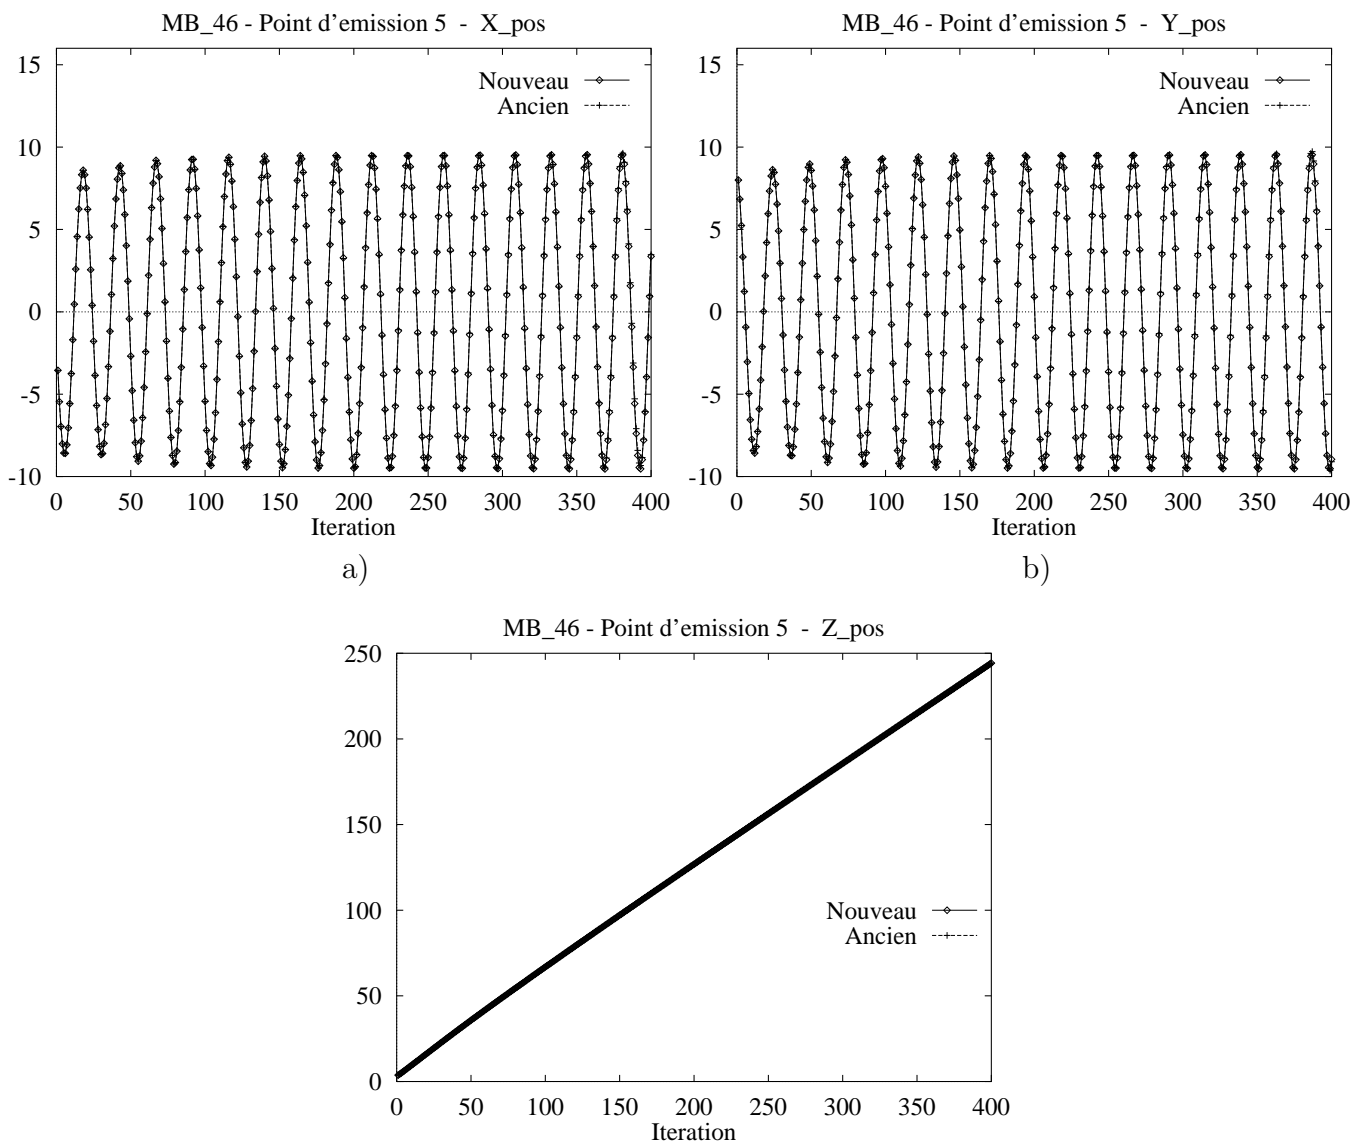 MB_46 - Point d’emission 5 - X_pos
15
10
5
0
-5
-10
Nouveau
Ancien
0 50 100 150 200 250 300 350 400
Iteration
a)
MB_46 - Point d’emission 5 - Y_pos
15
10
5
0
-5
-10
Nouveau
Ancien
0 50 100 150 200 250 300 350 400
Iteration
b)
MB_46 - Point d’emission 5 - Z_pos
250
200
150
100
50
0
Nouveau
Ancien
0 50 100 150 200 250 300 350 400
Iteration